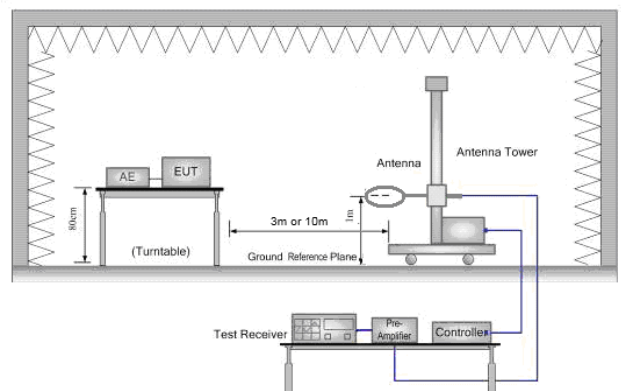 Antenna Tower
Antenna
AE
EUT
80cm
3m or 10m
1m
(Turntable)
Ground Reference Plane
Test Receiver
Pre-
Amplifier
Controller